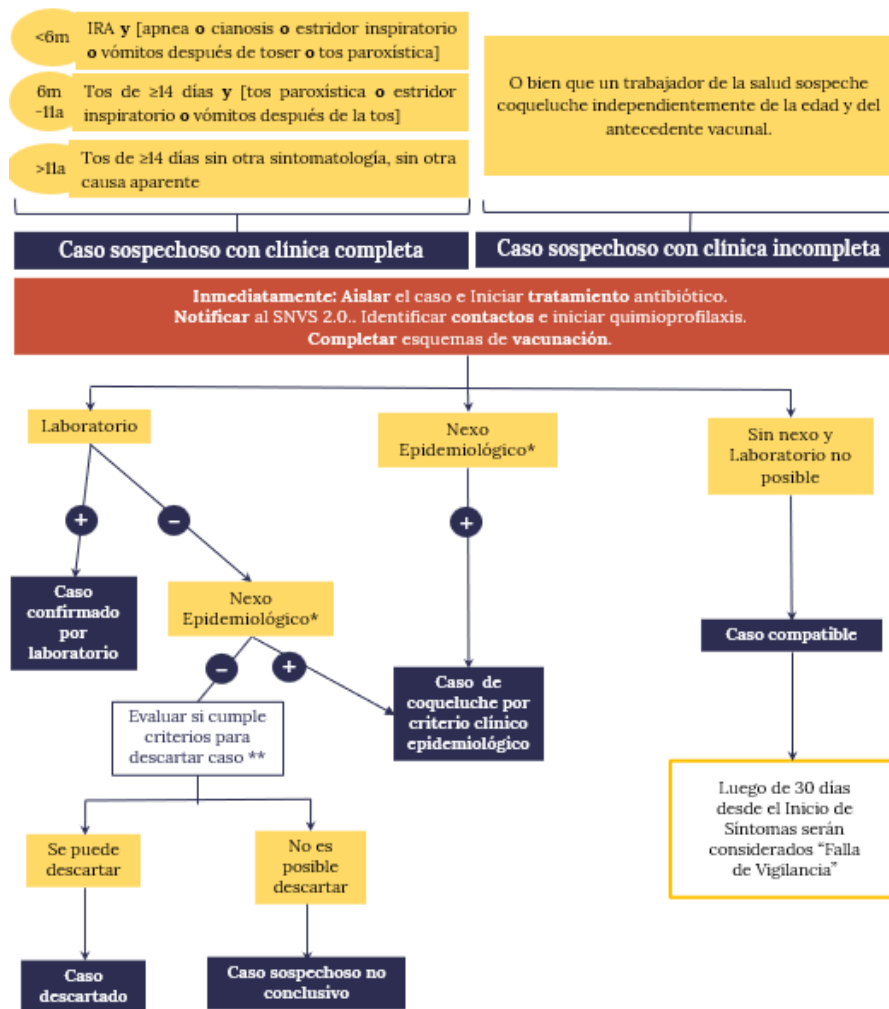 <6m
IRA y [apnea o cianosis o estridor inspiratorio
o vómitos después de toser o tos paroxística]
6m
-11a
Tos de ≥14 días y [tos paroxística o estridor
inspiratorio o vómitos después de la tos]
>11a
Tos de ≥14 días sin otra sintomatología, sin otra
causa aparente
O bien que un trabajador de la salud sospeche
coqueluche independientemente de la edad y del
antecedente vacunal.
Caso sospechoso con clínica completa
Caso sospechoso con clínica incompleta
Inmediatamente: Aislar el caso e Iniciar tratamiento antibiótico.
Notificar al SNVS 2.0.. Identificar contactos e iniciar quimioprofilaxis.
Completar esquemas de vacunación.
Laboratorio
Nexo
Epidemiológico*
Sin nexo y
Laboratorio no
posible
+
−
+
Caso
confirmado
por
laboratorio
Nexo
Epidemiológico*
Caso compatible
−
+
Caso de
coqueluche por
criterio clínico
epidemiológico
Evaluar si cumple
criterios para
descartar caso **
Luego de 30 días
desde el Inicio de
Síntomas serán
considerados “Falla
de Vigilancia”
Se puede
descartar
No es
posible
descartar
Caso
descartado
Caso sospechoso no
conclusivo